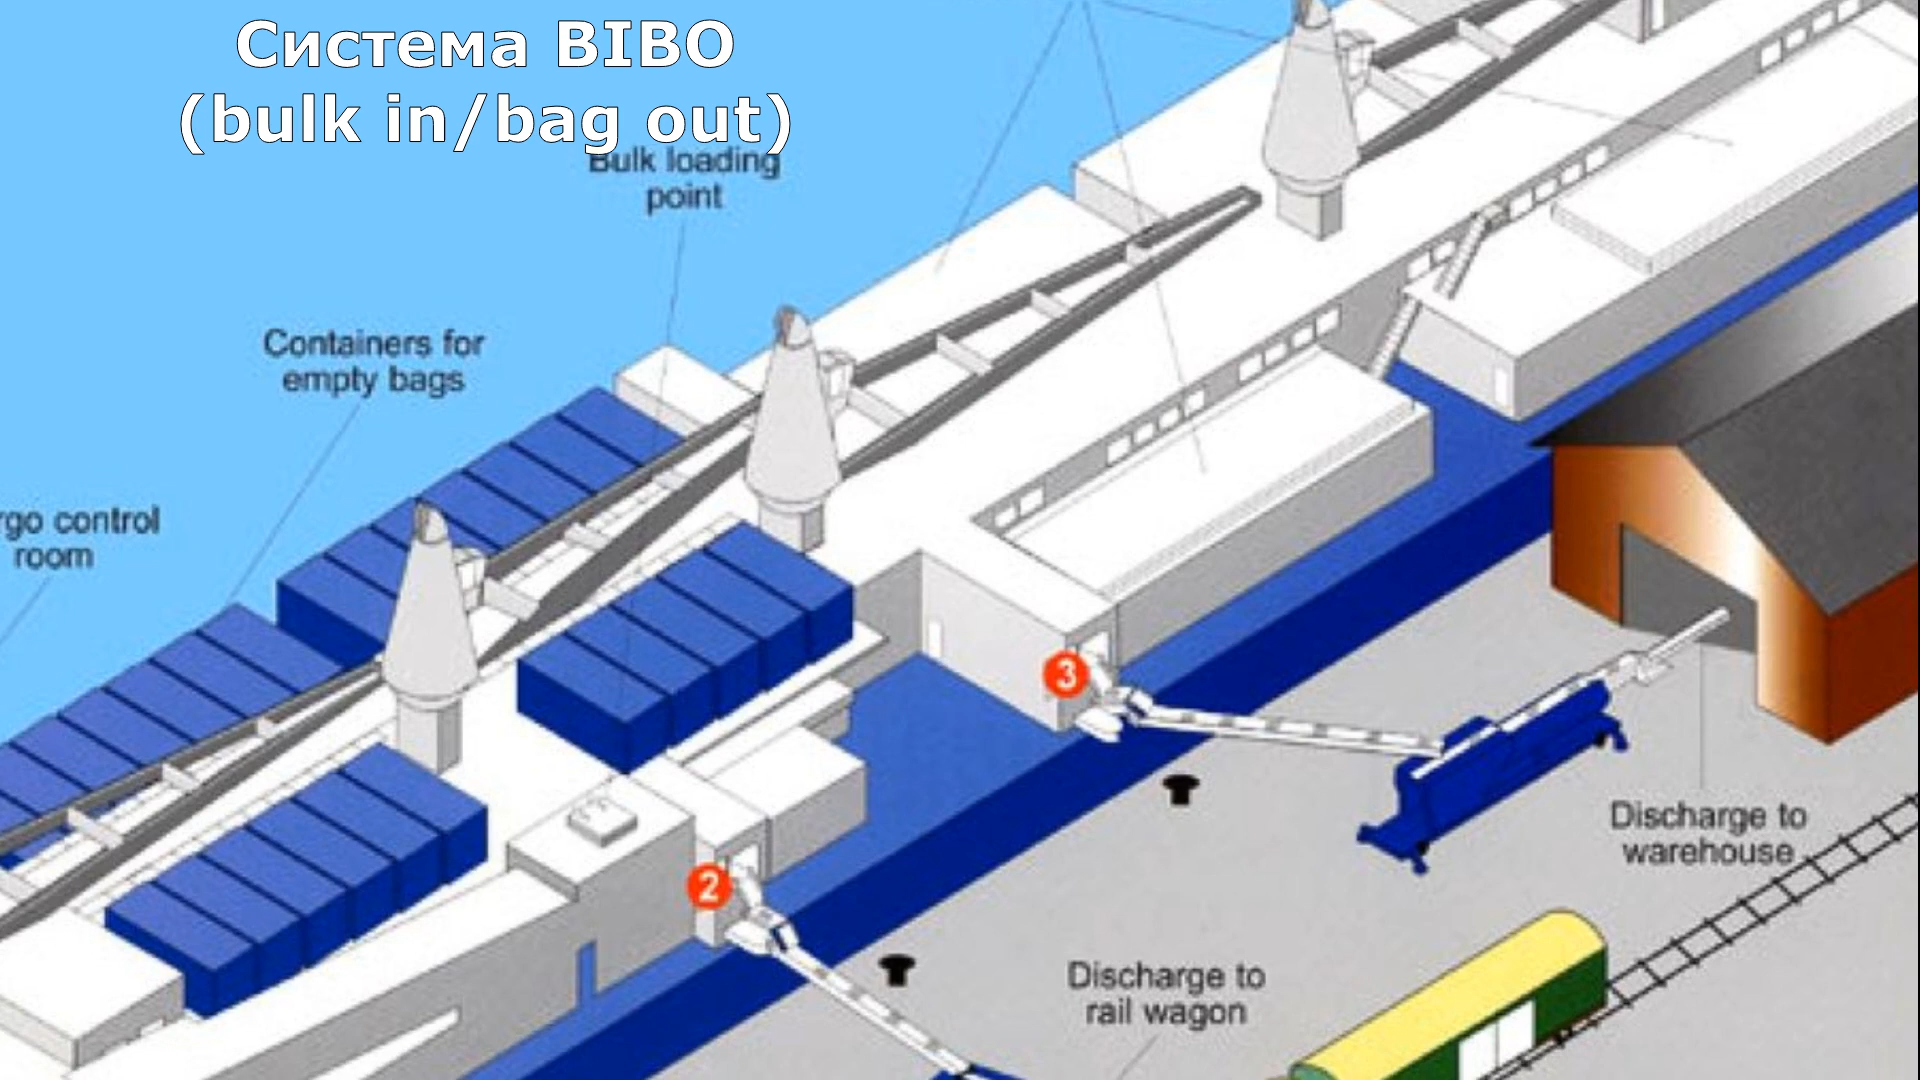 Система BIBO
(bulk in/bag out)
Bulk loading
point
Containers for
empty bags
rgo control
room
3
2
Discharge to
warehouse
Discharge to
rail wagon